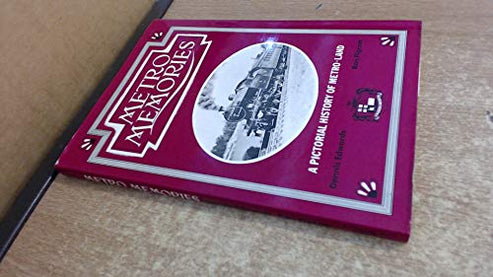 METRO
MEMORIES
A PICTORIAL HISTORY OF METRO-LAND
Dennis Edwards
Ron Pigram
METRO MEMORIES